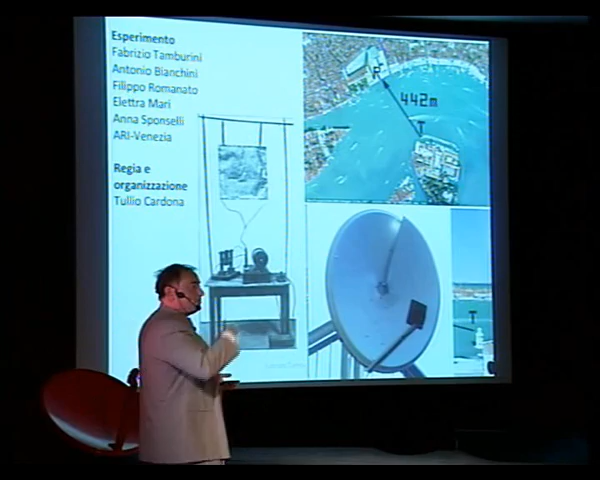 Esperimento
Fabrizio Tamburini
Antonio Bianchini
Filippo Romanato
Elettra Mari
Anna Sponselli
ARI-Venezia
Regia e
organizzazione
Tullio Cardona
R
442m
T
T